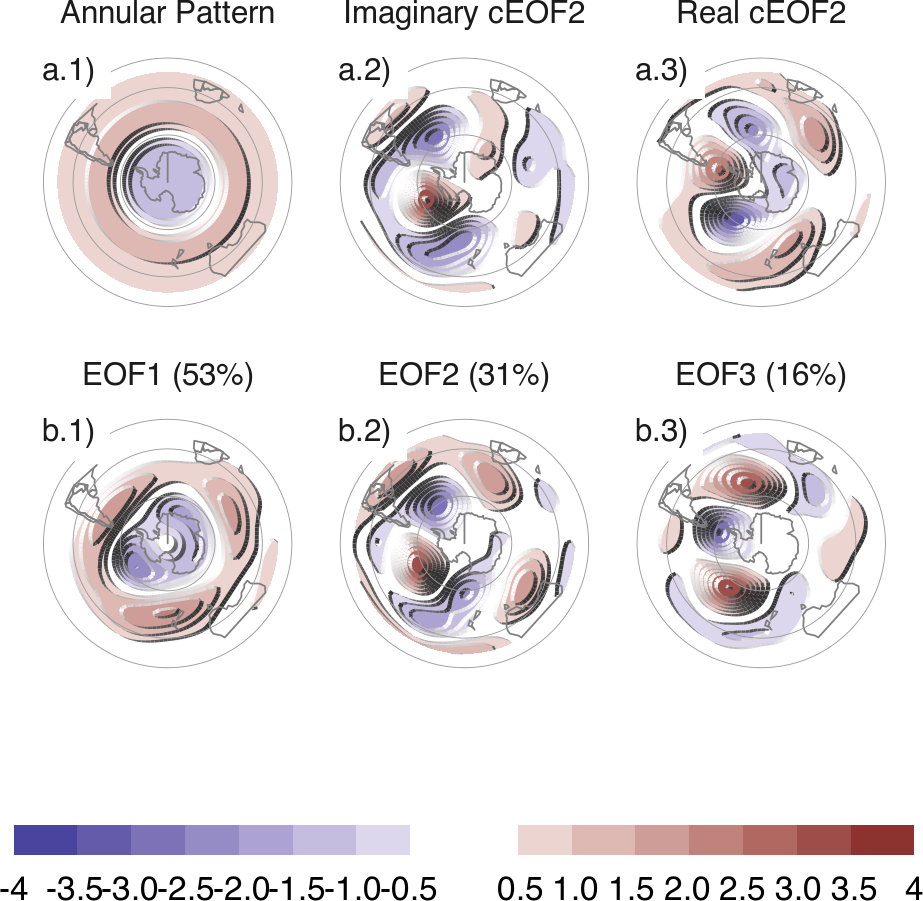 Annular Pattern Imaginary cEOF2 Real cEOF2
a.1) a.2) a.3)
EOF1 (53%) EOF2 (31%) EOF3 (16%)
b.1) b.2) b.3)
-4 -3.5-3.0-2.5-2.0-1.5-1.0-0.5 0.5 1.0 1.5 2.0 2.5 3.0 3.5 4